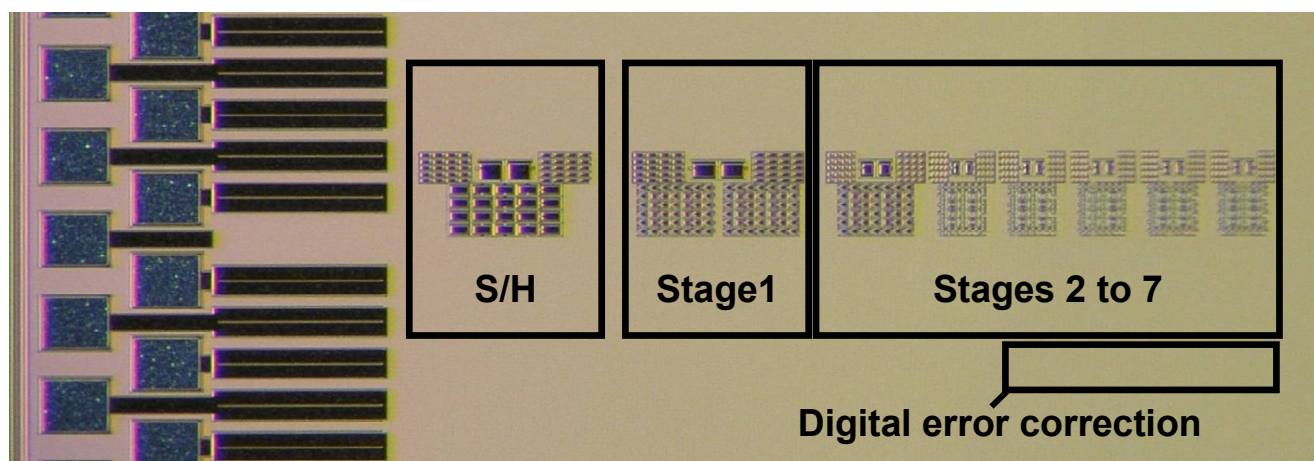 S/H
Stage1
Stages 2 to 7
Digital error correction